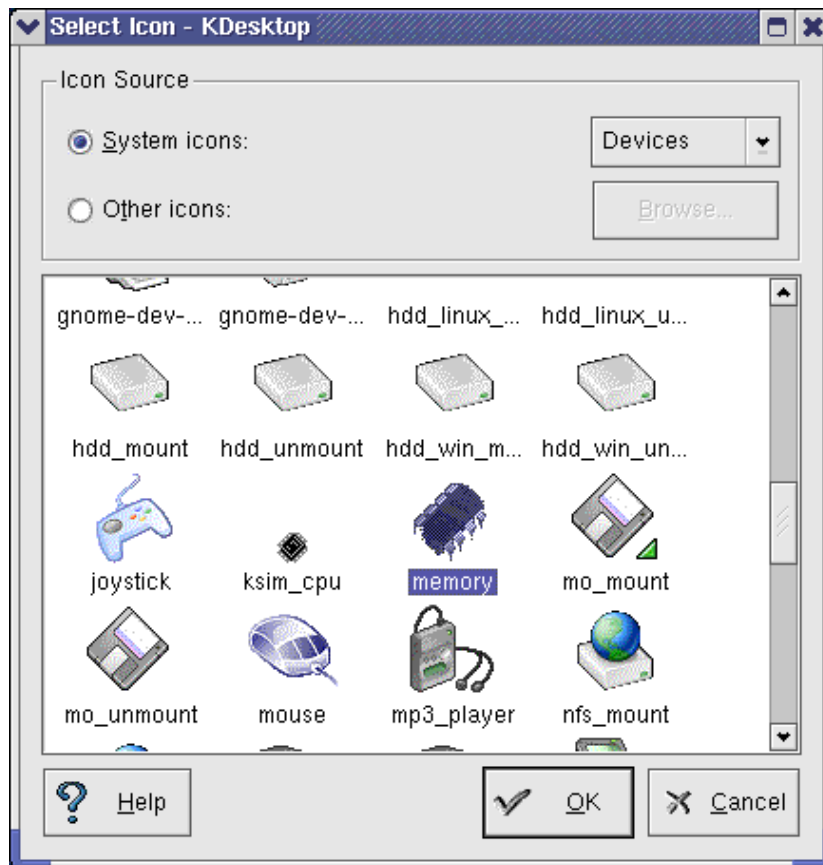 Select Icon - KDesktop
Icon Source
System icons:
Devices
Other icons:
Browse...
gnome-dev-... gnome-dev-... hdd_linux_... hdd_linux_u...
hdd_mount hdd_unmount hdd_win_m... hdd_win_un...
joystick ksim_cpu memory mo_mount
mo_unmount mouse mp3_player nfs_mount
Help OK Cancel